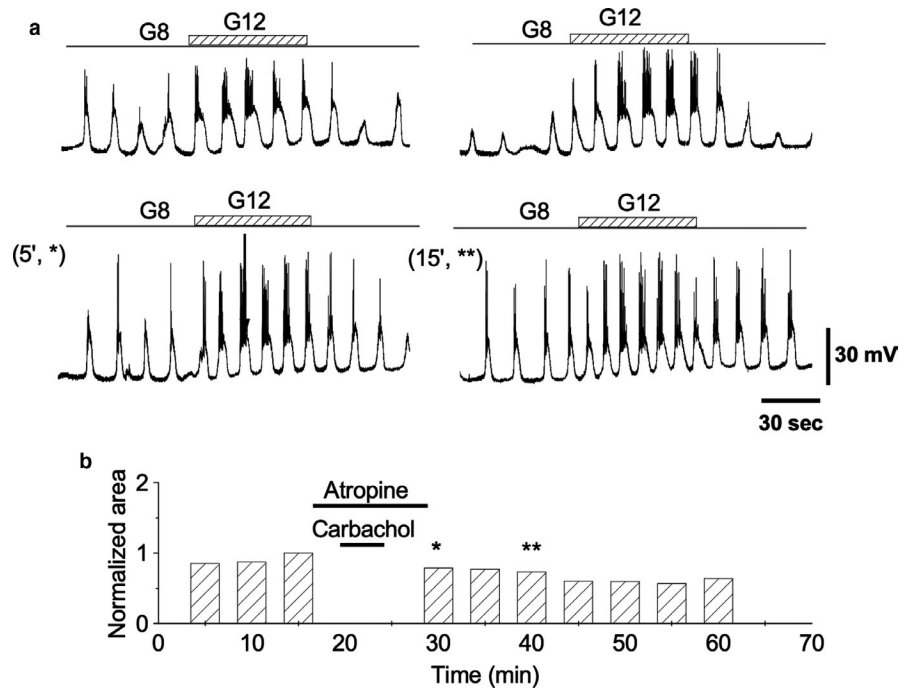 a
G8 G12
G8 G12
G8 G12
(5', *)
G8 G12
(15', **)
30 mV
30 sec
b
Normalized area
2
1
0
Atropine
Carbachol
* **
0 10 20 30 40 50 60 70
Time (min)